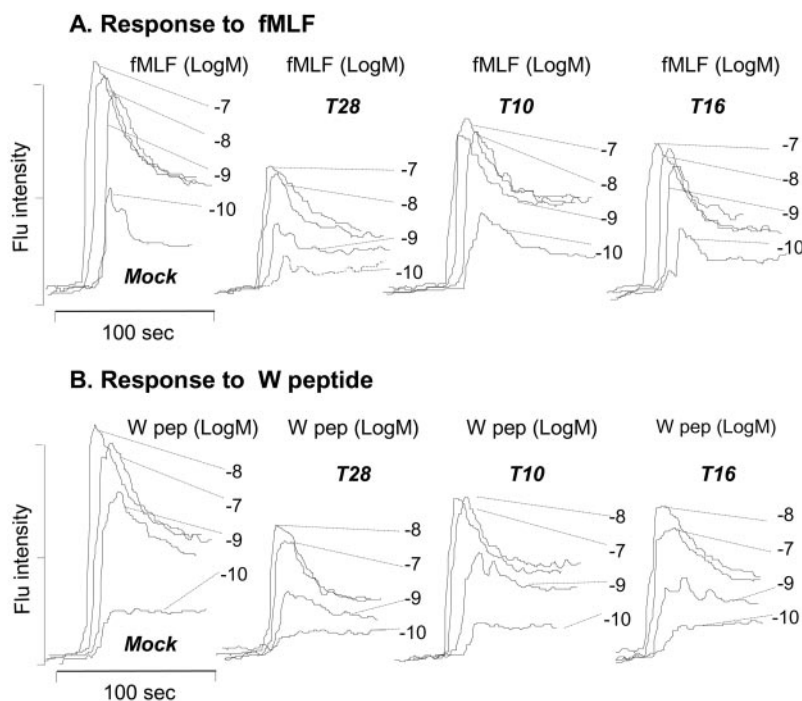 A. Response to fMLF
fMLF (LogM) fMLF (LogM) fMLF (LogM) fMLF (LogM)
T28 T10 T16
-7 -7 -7 -7
-8 -8 -8 -8
-9 -9 -9 -9
-10 -10 -10 -10
Flu intensity
Mock
100 sec
B. Response to W peptide
W pep (LogM) W pep (LogM) W pep (LogM) W pep (LogM)
T28 T10 T16
-8 -8 -8 -8
-7 -7 -7 -7
-9 -9 -9 -9
-10 -10 -10 -10
Flu intensity
Mock
100 sec